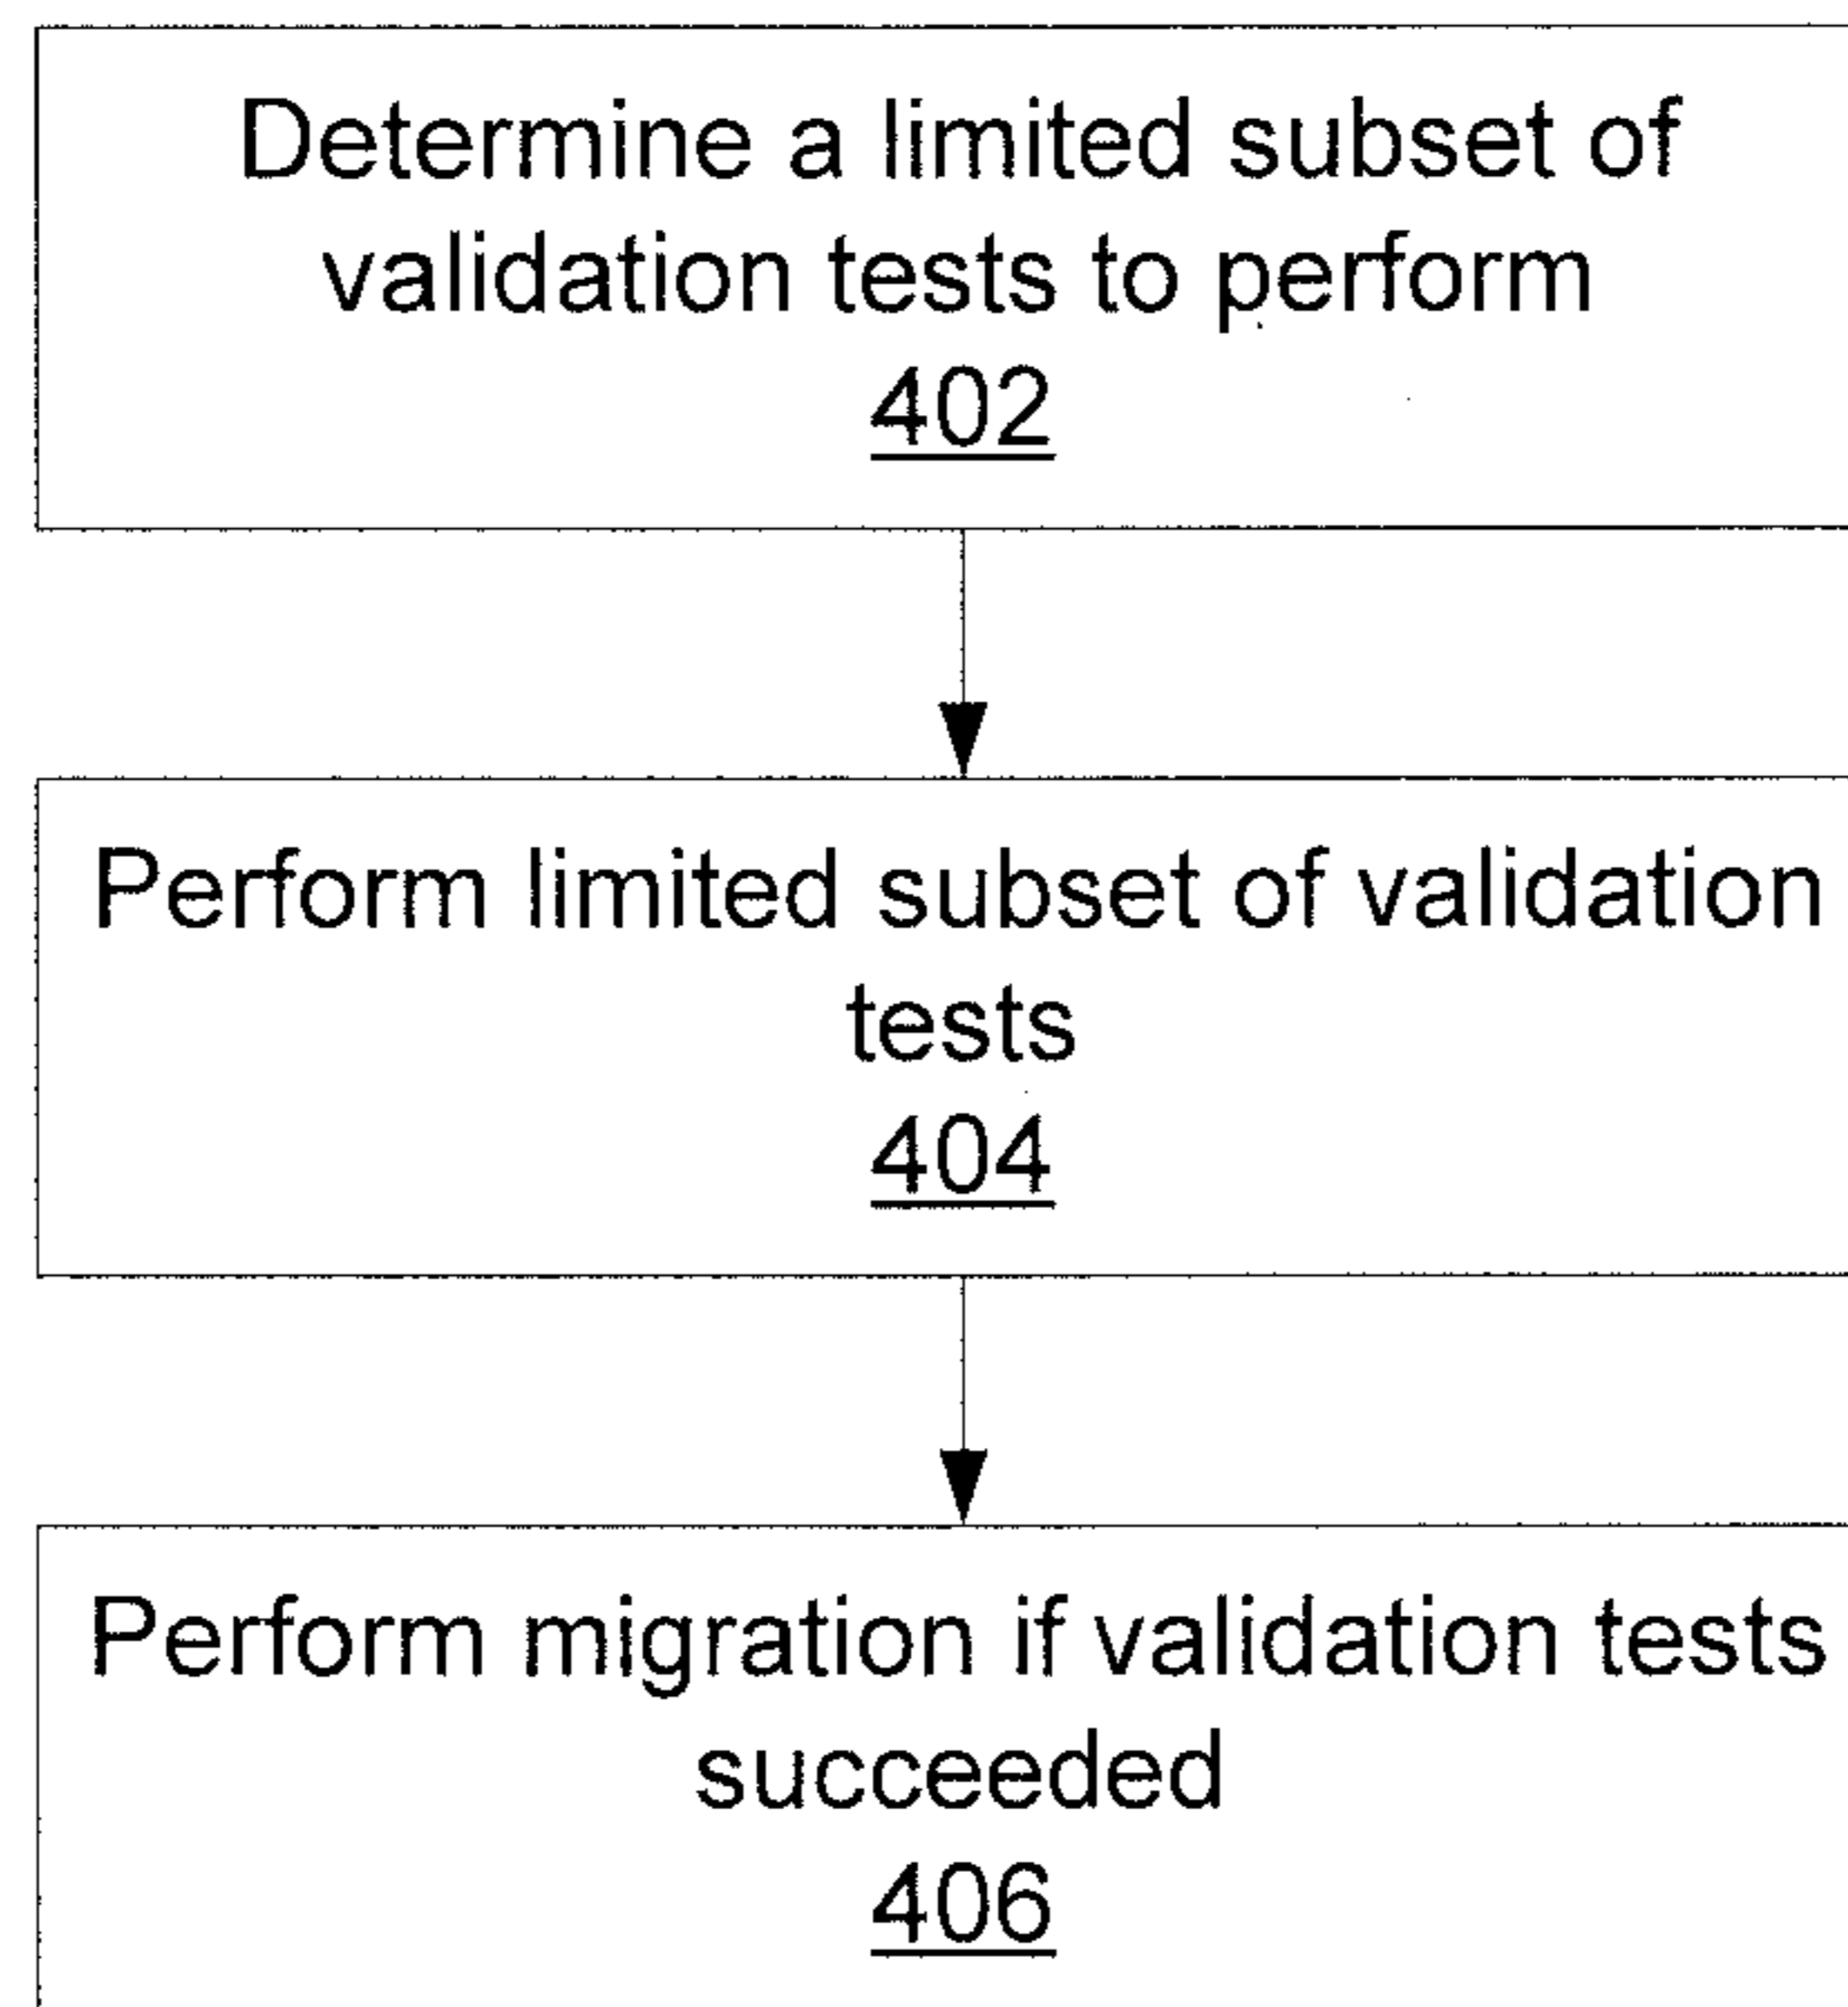 Determine a limited subset of
validation tests to perform
402
Perform limited subset of validation
tests
404
Perform migration if validation tests
succeeded
406